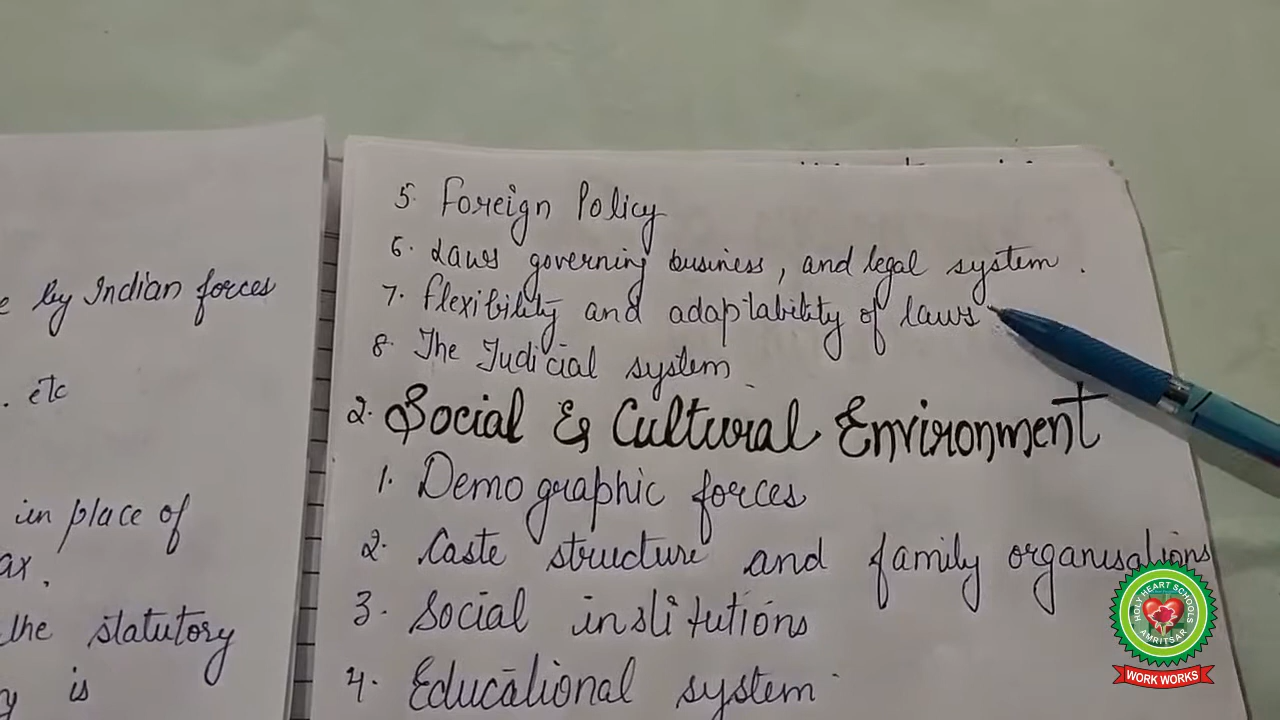 e by Indian forces
. etc
in place of
ax.
the statutory
y is
5. Foreign Policy
6. Laws governing business, and legal system.
7. flexibility and adaptability of laws
8. The Judicial system
2. Social & Cultural Environment
1. Demographic forces
2. Caste structure and family organisations
3. Social institutions
4. Educational system
HOLY HEART SCHOOLS
AMRITSAR
WORK WORKS